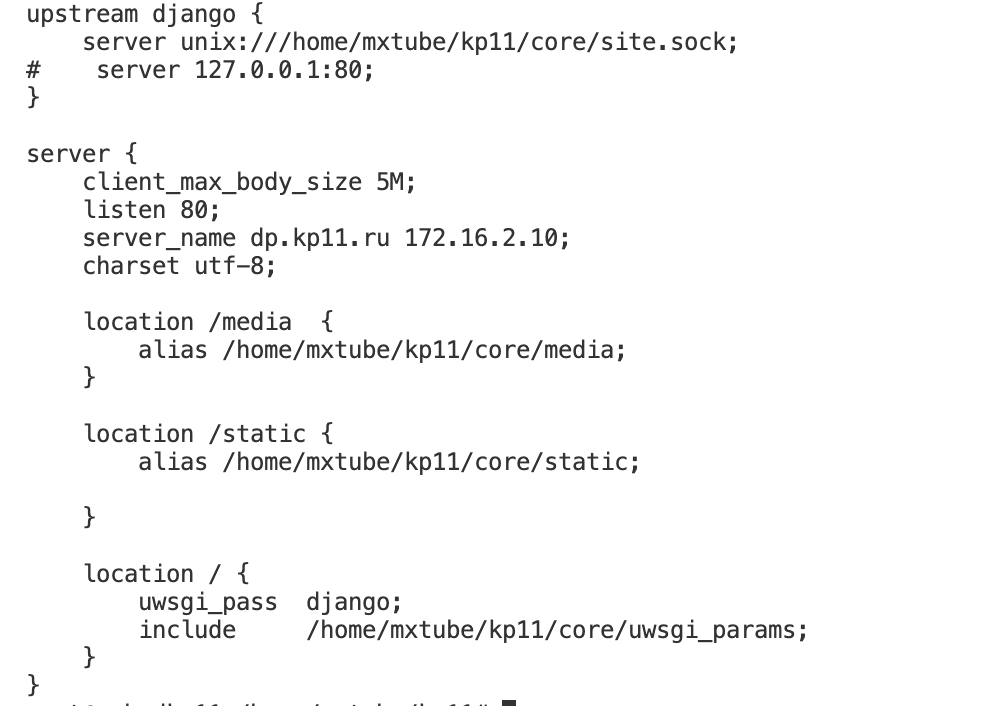 upstream django {
    server unix:///home/mxtube/kp11/core/site.sock;
#    server 127.0.0.1:80;
}

server {
    client_max_body_size 5M;
    listen 80;
    server_name dp.kp11.ru 172.16.2.10;
    charset utf-8;

    location /media  {
        alias /home/mxtube/kp11/core/media;
    }

    location /static {
        alias /home/mxtube/kp11/core/static;

    }

    location / {
        uwsgi_pass  django;
        include     /home/mxtube/kp11/core/uwsgi_params;
    }
}